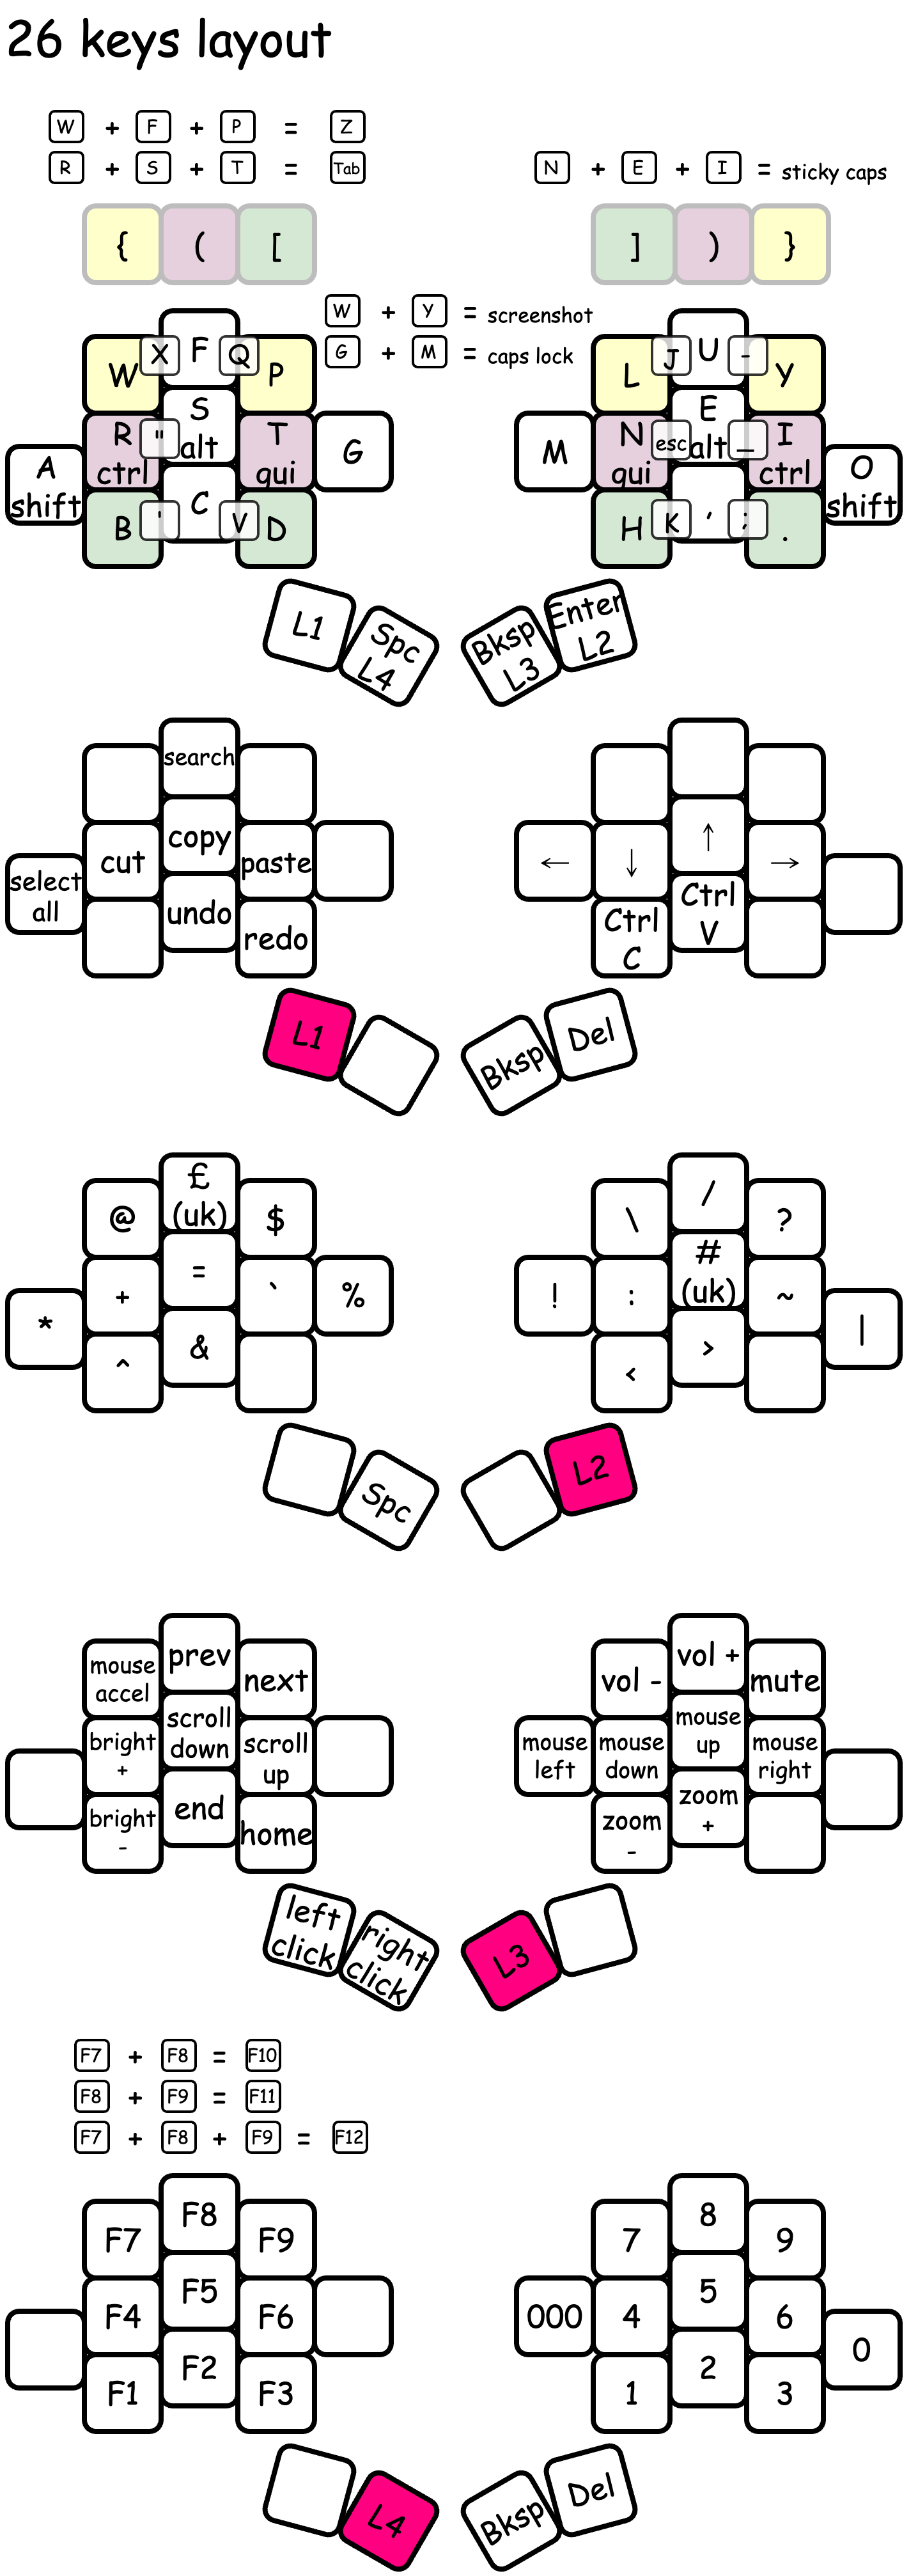 26 keys layout
W + F + P = Z
R + S + T = Tab
N + E + I = sticky caps
{ ( [
] ) }
W + Y = screenshot
G + M = caps lock
W X F Q P
L J U - Y
R ctrl " S alt T gui G
M N gui esc E alt _ I ctrl
A shift
O shift
B ' C V D
H K , ; .
L1 Spc L4
Bksp L3 Enter L2
search
cut copy paste
← ↓ ↑ →
select all
undo redo
Ctrl C Ctrl V
L1
Bksp Del
@ £ (uk) $
\ / ?
+ = ` %
! : # (uk) ~
*
|
^ &
< >
Spc
L2
mouse accel prev next
vol - vol + mute
bright + scroll down scroll up
mouse left mouse down mouse up mouse right
bright - end home
zoom - zoom +
left click right click
L3
F7 + F8 = F10
F8 + F9 = F11
F7 + F8 + F9 = F12
F7 F8 F9
7 8 9
F4 F5 F6
000 4 5 6
0
F1 F2 F3
1 2 3
L4
Bksp Del